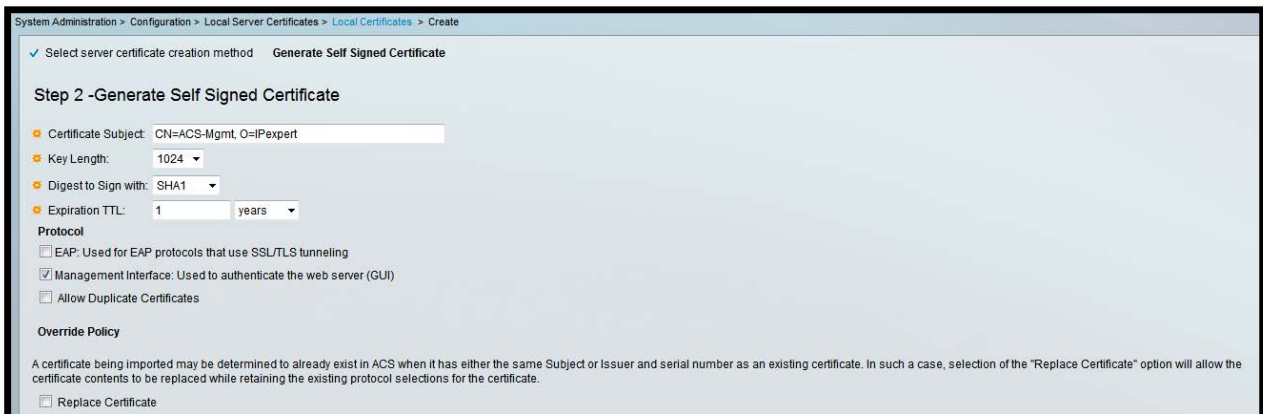 System Administration > Configuration > Local Server Certificates > Local Certificates > Create
Select server certificate creation method Generate Self Signed Certificate
Step 2 -Generate Self Signed Certificate
Certificate Subject: CN=ACS-Mgmt, O=IPexpert
Key Length: 1024
Digest to Sign with: SHA1
Expiration TTL: 1 years
Protocol
EAP: Used for EAP protocols that use SSL/TLS tunneling
Management Interface: Used to authenticate the web server (GUI)
Allow Duplicate Certificates
Override Policy
A certificate being imported may be determined to already exist in ACS when it has either the same Subject or Issuer and serial number as an existing certificate. In such a case, selection of the "Replace Certificate" option will allow the
certificate contents to be replaced while retaining the existing protocol selections for the certificate.
Replace Certificate